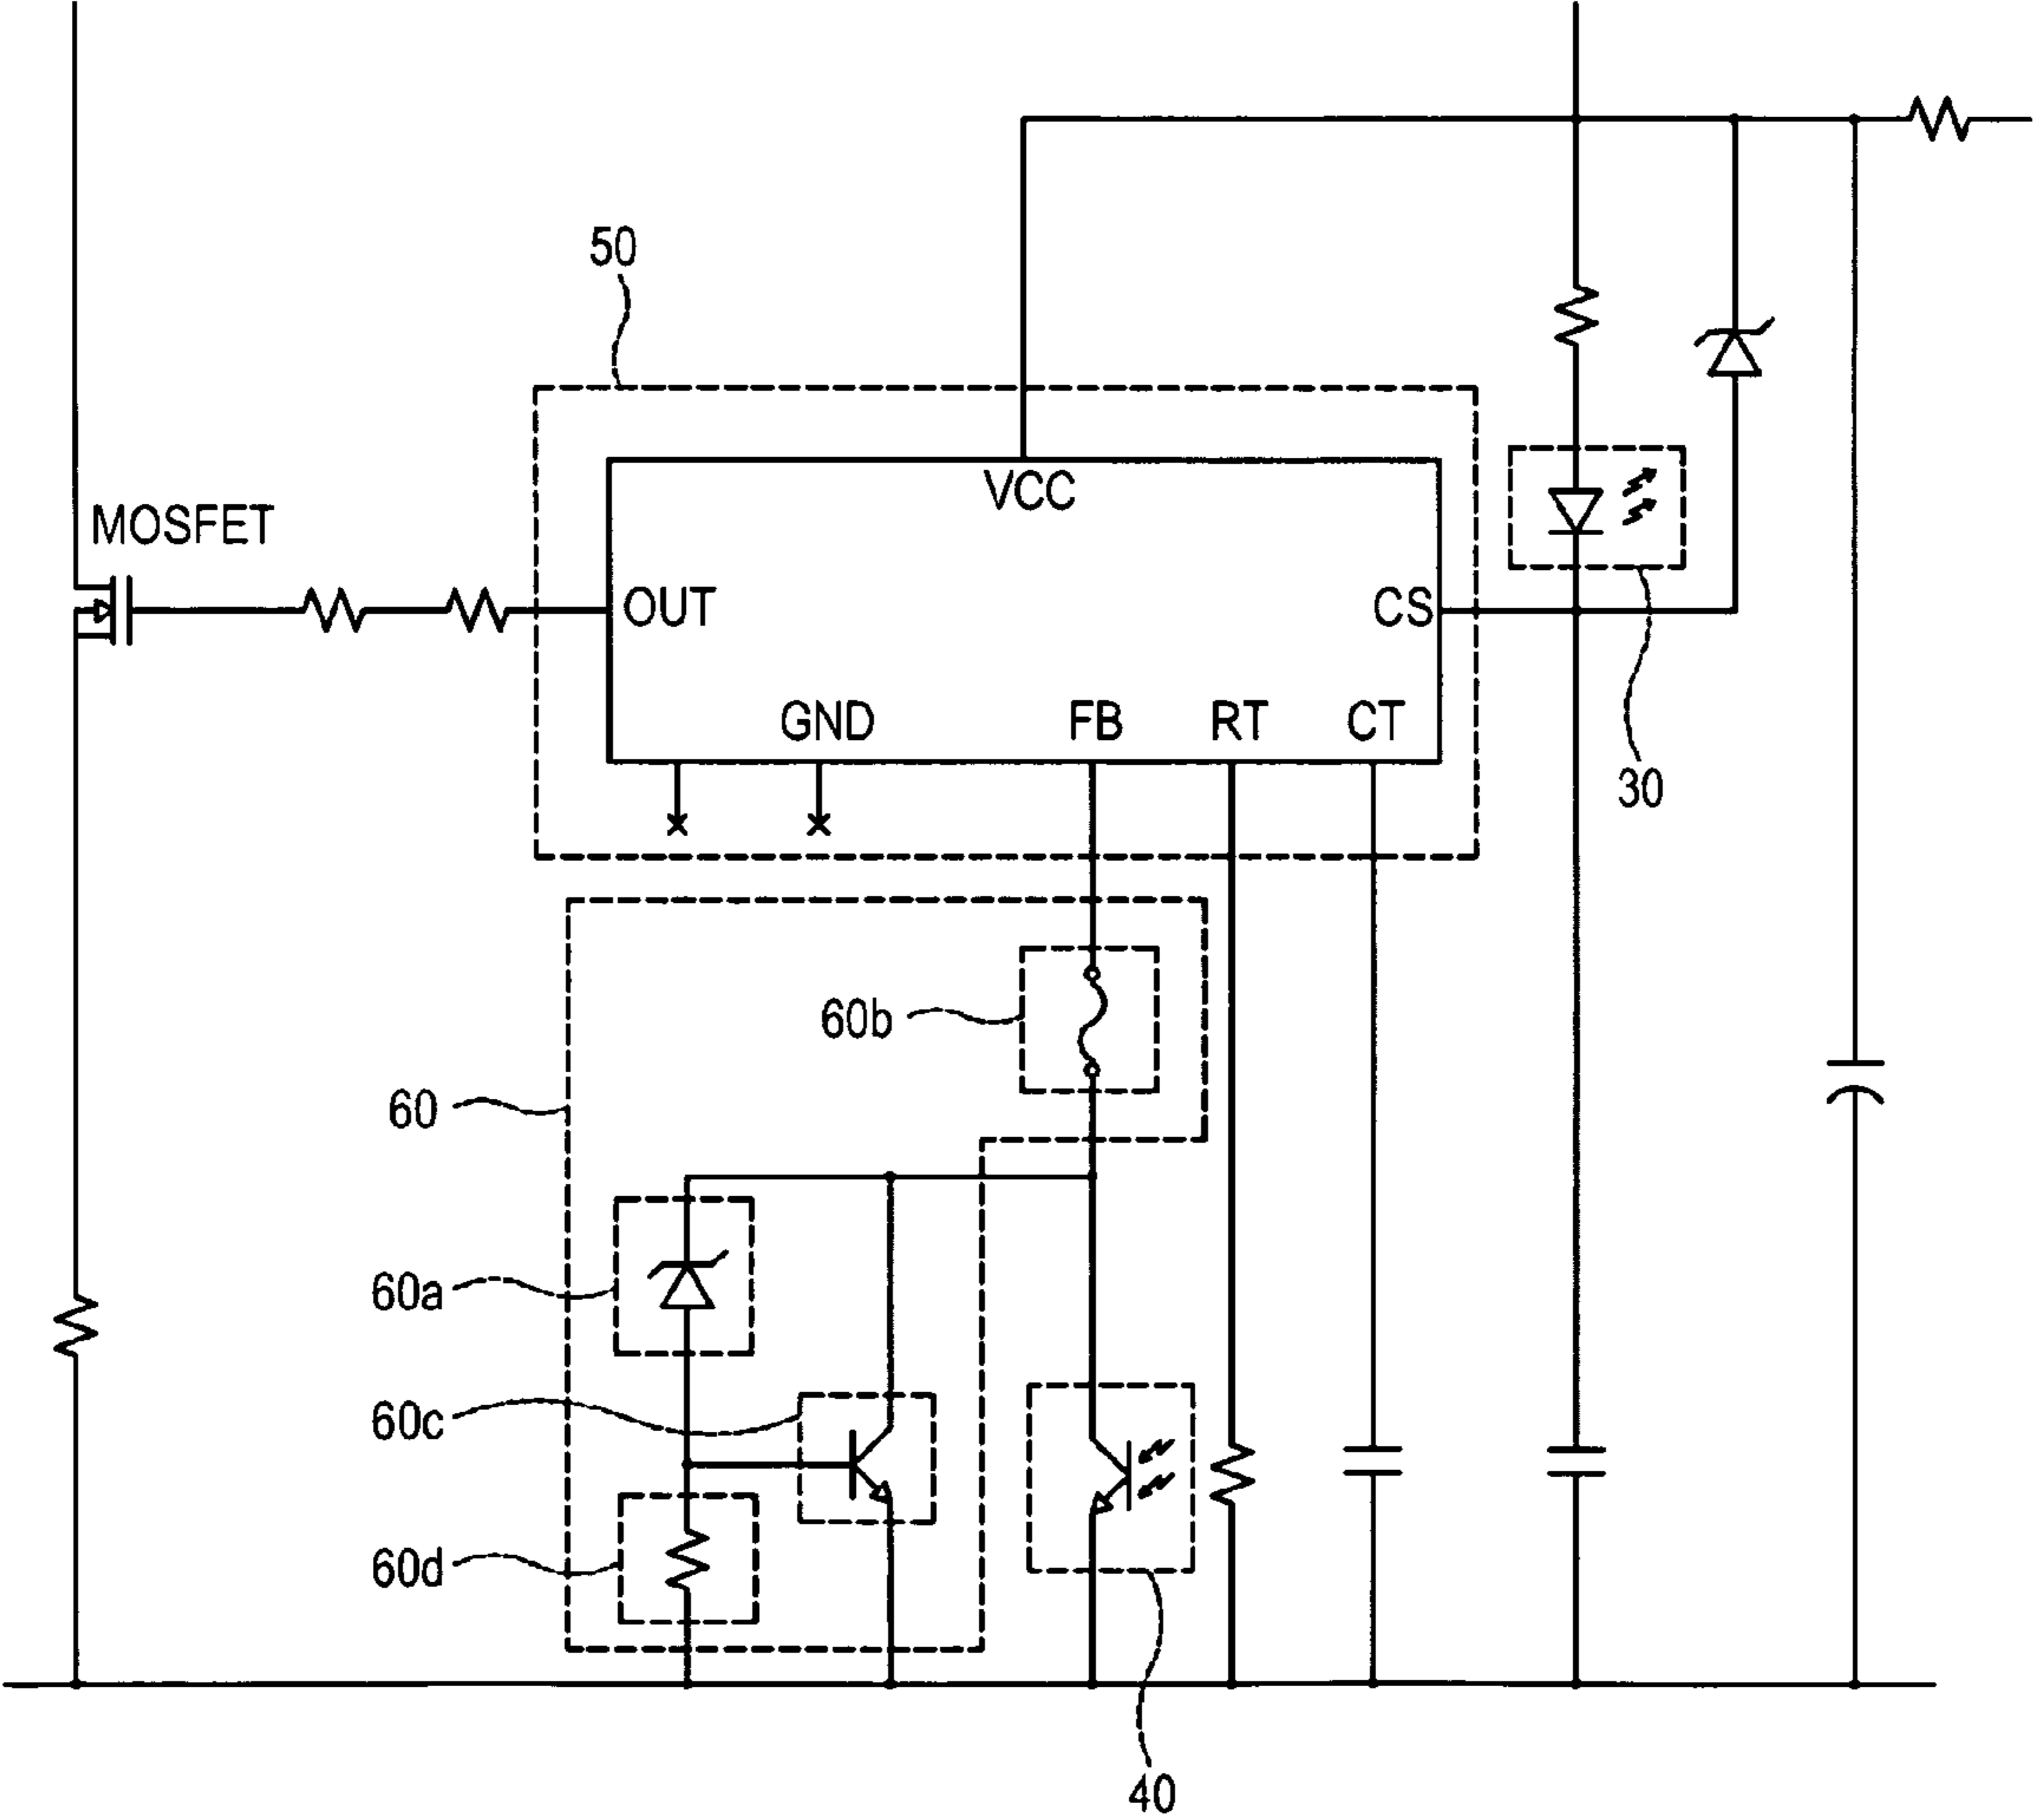 50
MOSFET
VCC
OUT
CS
GND
FB
RT
CT
30
60b
60
60a
60c
60d
40